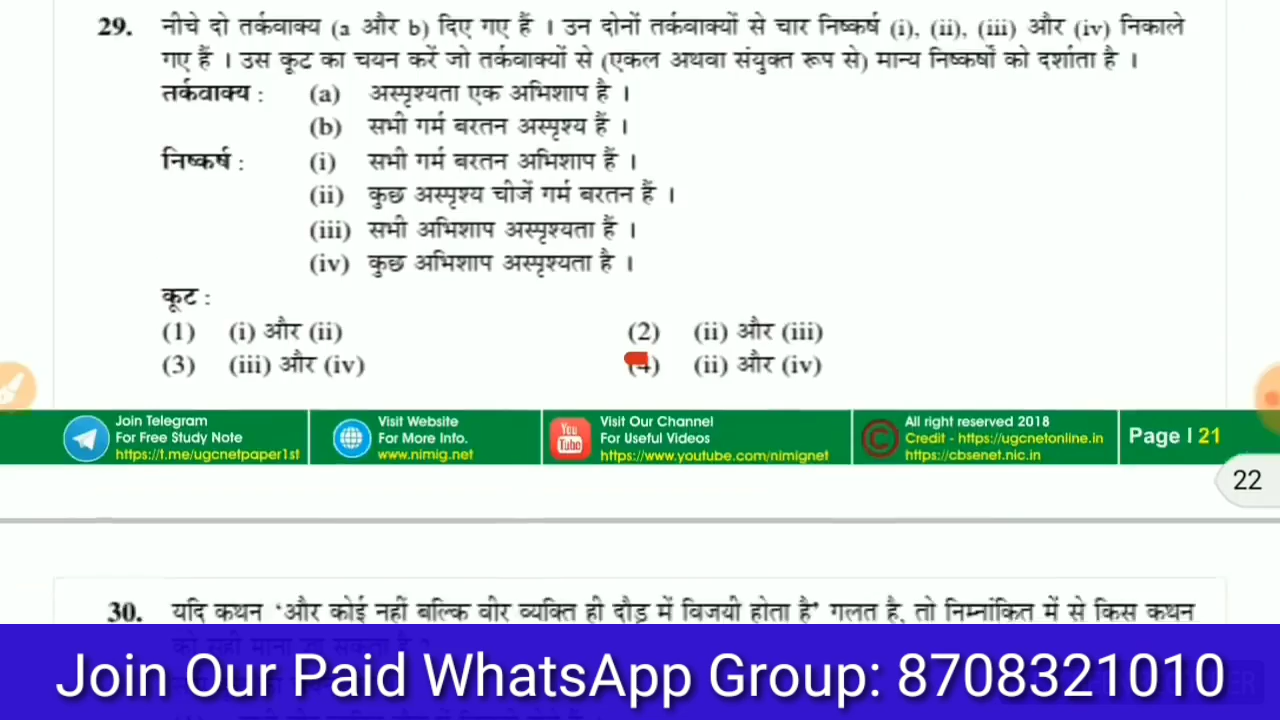 29. नीचे दो तर्कवाक्य (a और b) दिए गए हैं । उन दोनों तर्कवाक्यों से चार निष्कर्ष (i), (ii), (iii) और (iv) निकाले
गए हैं । उस कूट का चयन करें जो तर्कवाक्यों से (एकल अथवा संयुक्त रूप से) मान्य निष्कर्षों को दर्शाता है ।
तर्कवाक्य : (a) अस्पृश्यता एक अभिशाप है ।
(b) सभी गर्म बरतन अस्पृश्य हैं ।
निष्कर्ष : (i) सभी गर्म बरतन अभिशाप हैं ।
(ii) कुछ अस्पृश्य चीजें गर्म बरतन हैं ।
(iii) सभी अभिशाप अस्पृश्यता हैं ।
(iv) कुछ अभिशाप अस्पृश्यता है ।
कूट :
(1) (i) और (ii) (2) (ii) और (iii)
(3) (iii) और (iv) (4) (ii) और (iv)
Join Telegram
For Free Study Note
https://t.me/ugcnetpaper1st
Visit Website
For More Info.
www.nimig.net
You
Tube
Visit Our Channel
For Useful Videos
https://www.youtube.com/nimignet
C
All right reserved 2018
Credit - https://ugcnetonline.in
https://cbsenet.nic.in
Page | 21
22
30. यदि कथन ‘और कोई नहीं बल्कि वीर व्यक्ति ही दौड़ में विजयी होता है’ गलत है, तो निम्नांकित में से किस कथन
Join Our Paid WhatsApp Group: 8708321010